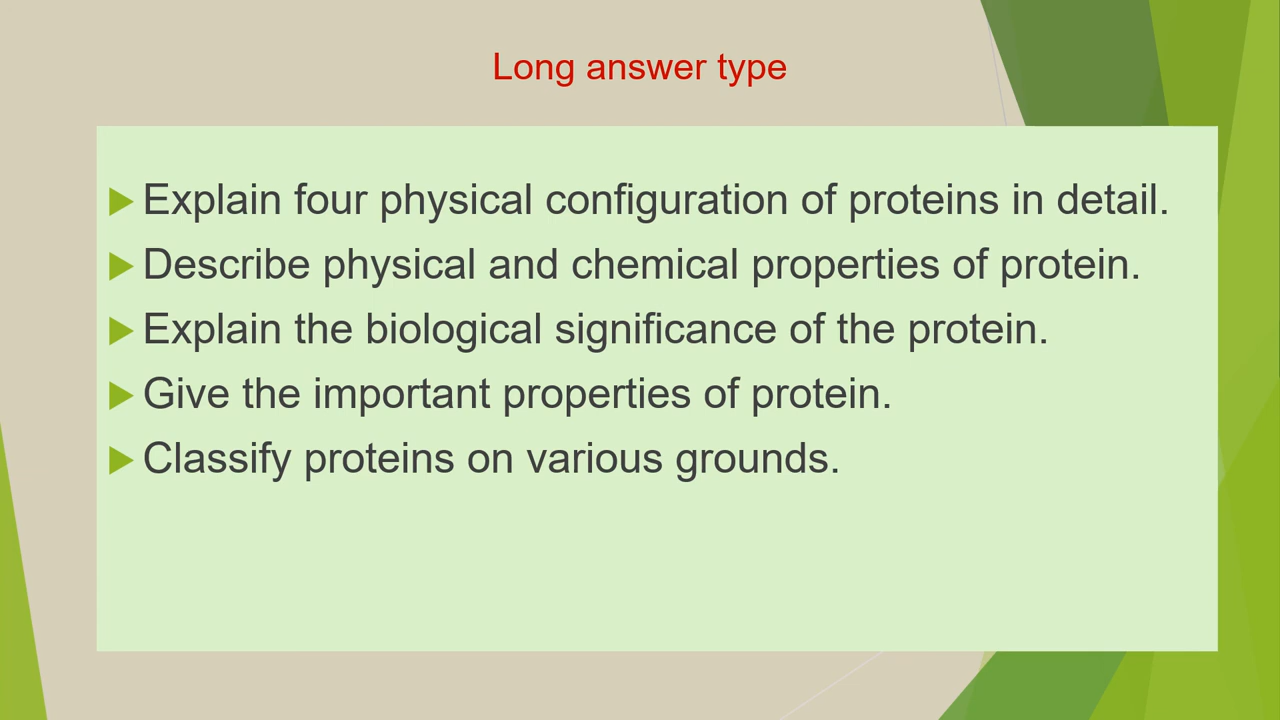 Long answer type
Explain four physical configuration of proteins in detail.
Describe physical and chemical properties of protein.
Explain the biological significance of the protein.
Give the important properties of protein.
Classify proteins on various grounds.